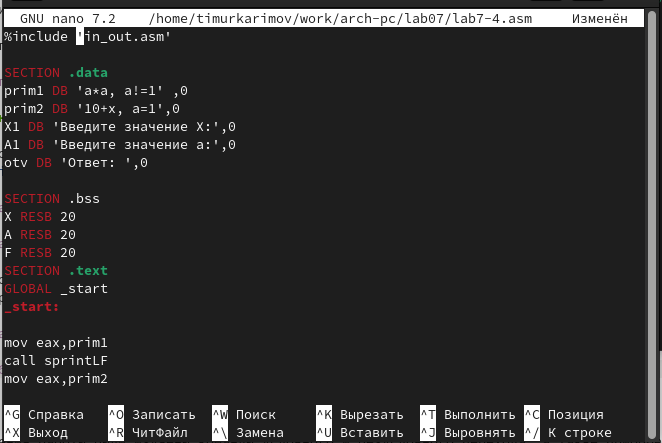 GNU nano 7.2 /home/timurkarimov/work/arch-pc/lab07/lab7-4.asm Изменён
%include 'in_out.asm'
SECTION .data
prim1 DB 'a*a, a!=1' ,0
prim2 DB '10+x, a=1',0
X1 DB 'Введите значение X:',0
A1 DB 'Введите значение a:',0
otv DB 'Ответ: ',0
SECTION .bss
X RESB 20
A RESB 20
F RESB 20
SECTION .text
GLOBAL _start
_start:
mov eax,prim1
call sprintLF
mov eax,prim2
^G Справка ^O Записать ^W Поиск ^K Вырезать ^T Выполнить ^C Позиция
^X Выход ^R ЧитФайл ^\ Замена ^U Вставить ^J Выровнять ^/ К строке